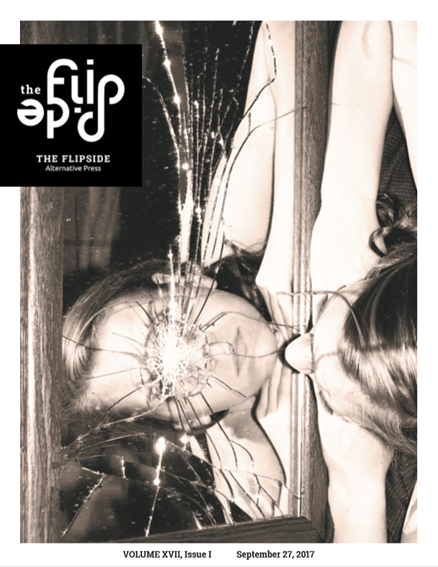 the flip
side
THE FLIPSIDE
Alternative Press
VOLUME XVII, Issue I September 27, 2017